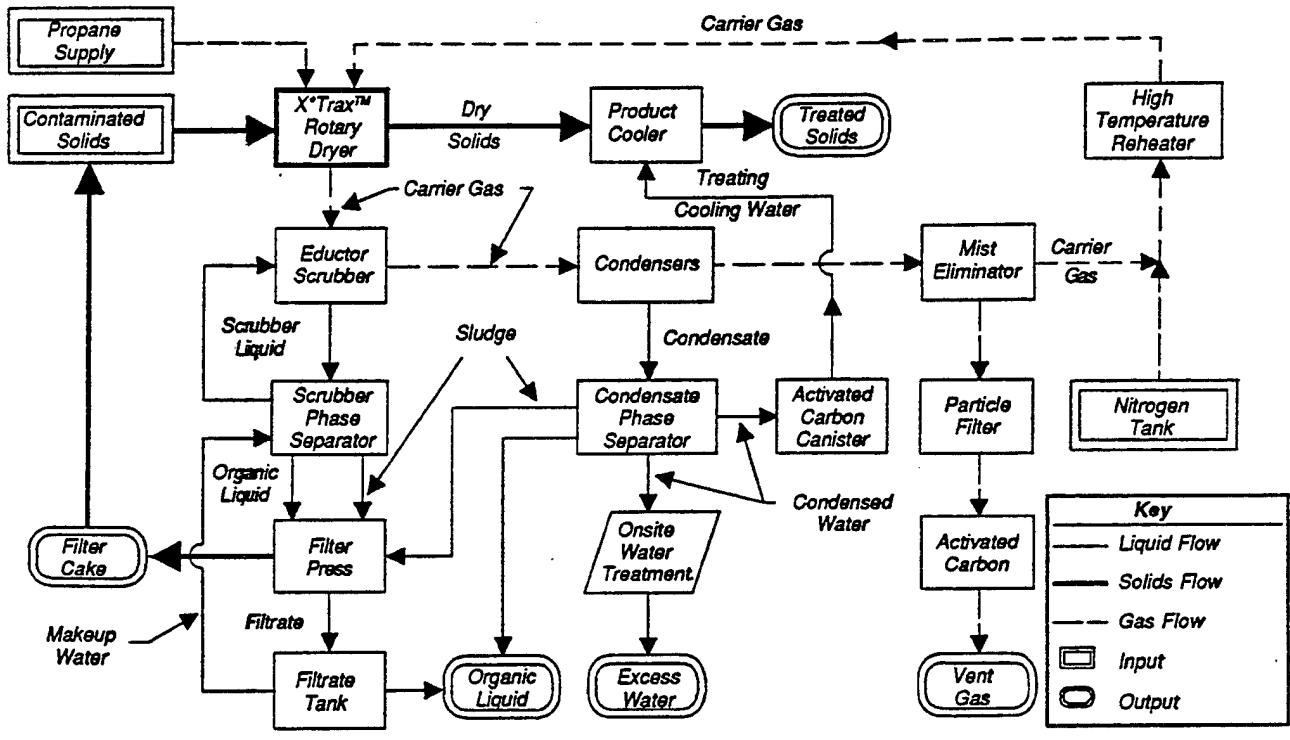 Propane
Supply
Carrier Gas
Contaminated
Solids
X*Trax™
Rotary
Dryer
Dry
Solids
Product
Cooler
Treated
Solids
High
Temperature
Reheater
Carrier Gas
Treating
Cooling Water
Eductor
Scrubber
Condensers
Mist
Eliminator
Carrier
Gas
Scrubber
Liquid
Sludge
Condensate
Scrubber
Phase
Separator
Condensate
Phase
Separator
Activated
Carbon
Canister
Particle
Filter
Nitrogen
Tank
Organic
Liquid
Condensed
Water
Filter
Cake
Filter
Press
Onsite
Water
Treatment.
Activated
Carbon
Makeup
Water
Filtrate
Filtrate
Tank
Organic
Liquid
Excess
Water
Vent
Gas
Key
Liquid Flow
Solids Flow
Gas Flow
Input
Output